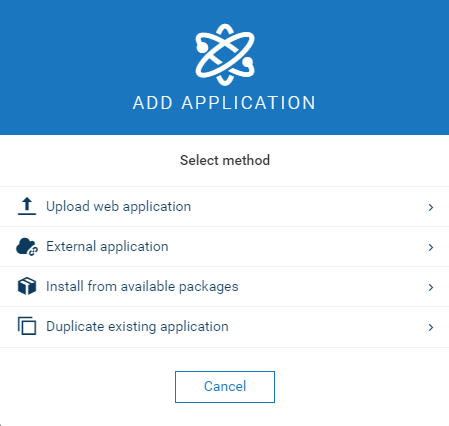 ADD APPLICATION
Select method
Upload web application
External application
Install from available packages
Duplicate existing application
Cancel